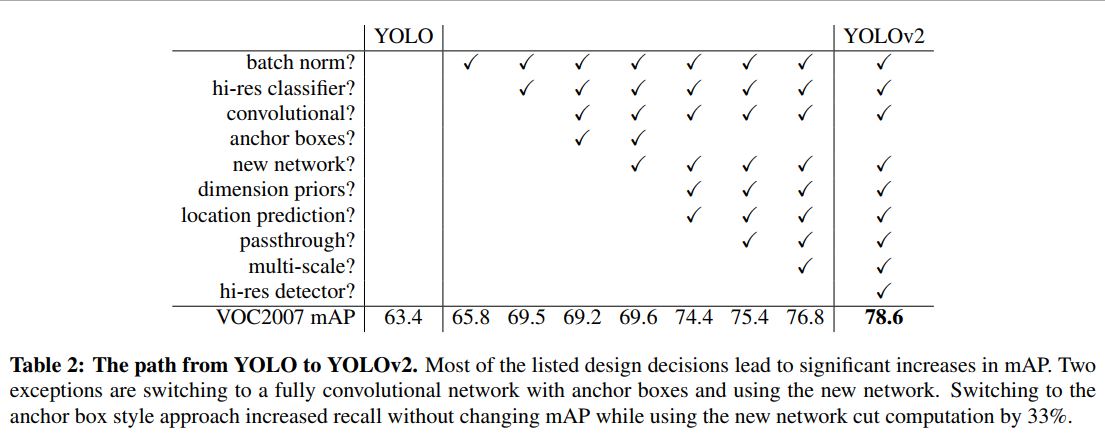 YOLO YOLOv2
batch norm? ✓ ✓ ✓ ✓ ✓ ✓ ✓ ✓
hi-res classifier? ✓ ✓ ✓ ✓ ✓ ✓ ✓
convolutional? ✓ ✓ ✓ ✓ ✓ ✓
anchor boxes? ✓ ✓
new network? ✓ ✓ ✓ ✓ ✓
dimension priors? ✓ ✓ ✓ ✓
location prediction? ✓ ✓ ✓ ✓
passthrough? ✓ ✓ ✓
multi-scale? ✓ ✓
hi-res detector? ✓
VOC2007 mAP 63.4 65.8 69.5 69.2 69.6 74.4 75.4 76.8 78.6
Table 2: The path from YOLO to YOLOv2. Most of the listed design decisions lead to significant increases in mAP. Two
exceptions are switching to a fully convolutional network with anchor boxes and using the new network. Switching to the
anchor box style approach increased recall without changing mAP while using the new network cut computation by 33%.